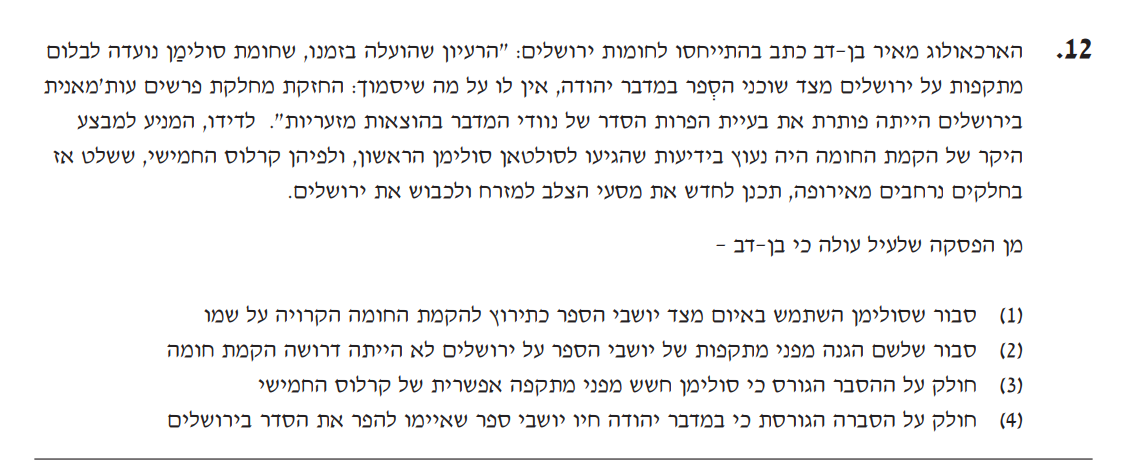 12. הארכאולוג מאיר בן-דב כתב בהתייחסו לחומות ירושלים: "הרעיון שהועלה בזמנו, שחומת סולימַן נועדה לבלום
מתקפות על ירושלים מצד שוכני הסְפר במדבר יהודה, אין לו על מה שיסמוך: החזקת מחלקת פרשים עות'מאנית
בירושלים הייתה פותרת את בעיית הפרות הסדר של נוודי המדבר בהוצאות מזעריות". לדידו, המניע למבצע
היקר של הקמת החומה היה נעוץ בידיעות שהגיעו לסולטאן סולימן הראשון, ולפיהן קרלוס החמישי, ששלט אז
בחלקים נרחבים מאירופה, תכנן לחדש את מסעי הצלב למזרח ולכבוש את ירושלים.
מן הפסקה שלעיל עולה כי בן-דב -
(1) סבור שסולימן השתמש באיום מצד יושבי הספר כתירוץ להקמת החומה הקרויה על שמו
(2) סבור שלשם הגנה מפני מתקפות של יושבי הספר על ירושלים לא הייתה דרושה הקמת חומה
(3) חולק על ההסבר הגורס כי סולימן חשש מפני מתקפה אפשרית של קרלוס החמישי
(4) חולק על הסברה הגורסת כי במדבר יהודה חיו יושבי ספר שאיימו להפר את הסדר בירושלים